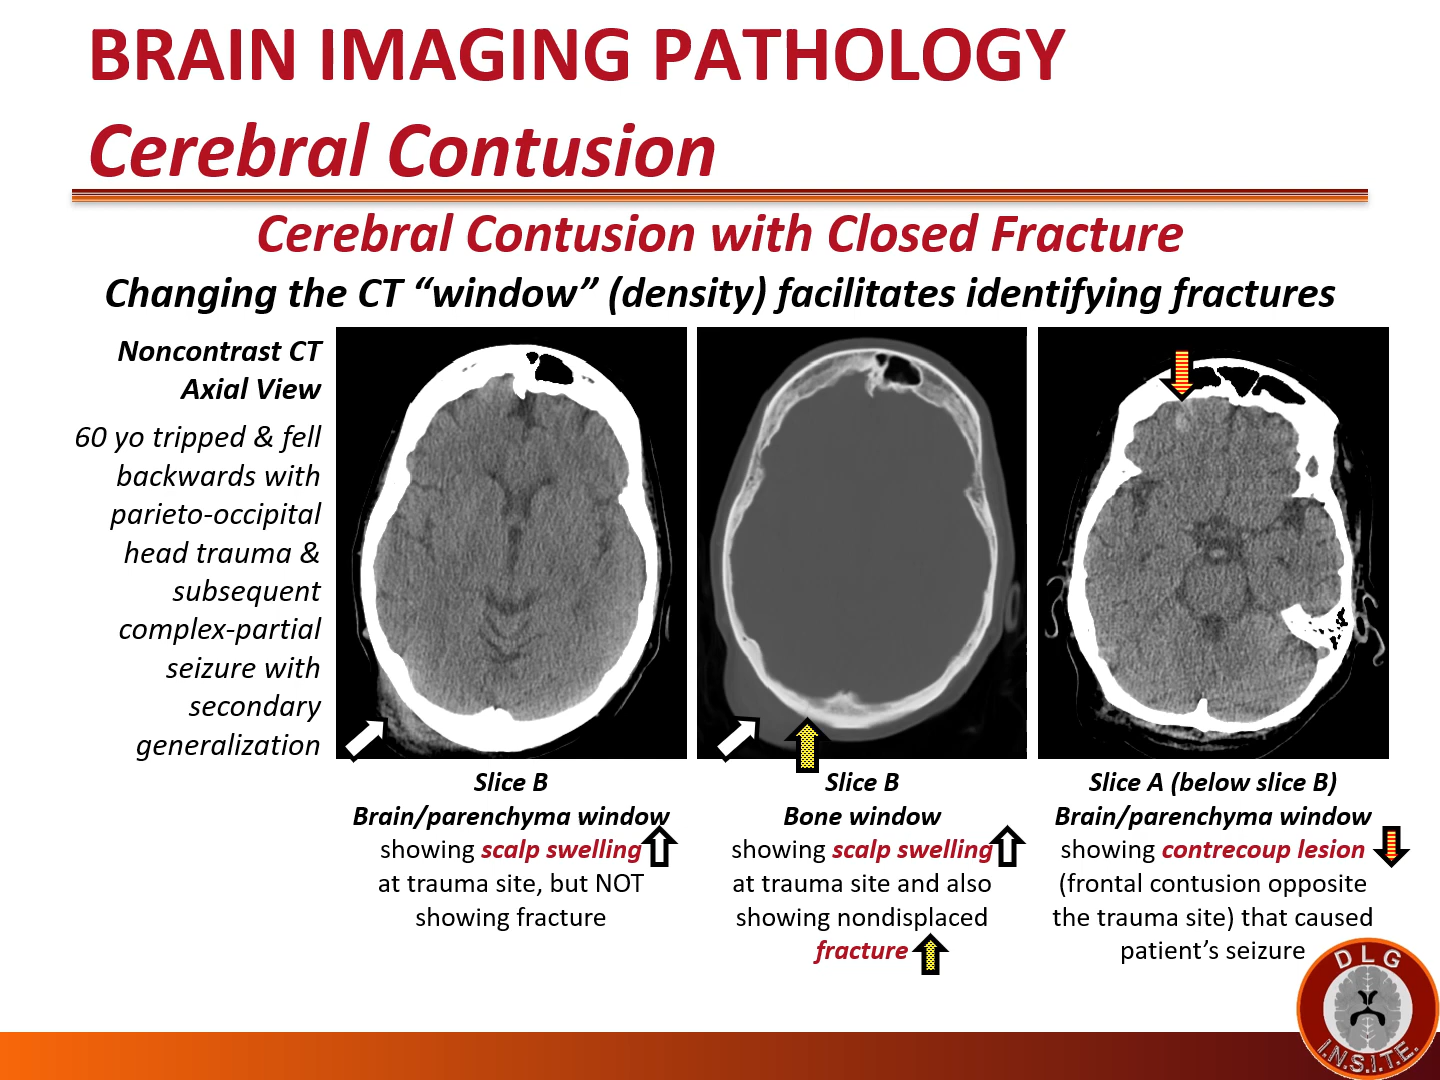 BRAIN IMAGING PATHOLOGY
Cerebral Contusion
Cerebral Contusion with Closed Fracture
Changing the CT “window” (density) facilitates identifying fractures
Noncontrast CT
Axial View
60 yo tripped & fell
backwards with
parieto-occipital
head trauma &
subsequent
complex-partial
seizure with
secondary
generalization
Slice B
Brain/parenchyma window
showing scalp swelling
at trauma site, but NOT
showing fracture
Slice B
Bone window
showing scalp swelling
at trauma site and also
showing nondisplaced
fracture
Slice A (below slice B)
Brain/parenchyma window
showing contrecoup lesion
(frontal contusion opposite
the trauma site) that caused
patient’s seizure
DLG
I.N.S.I.T.E.